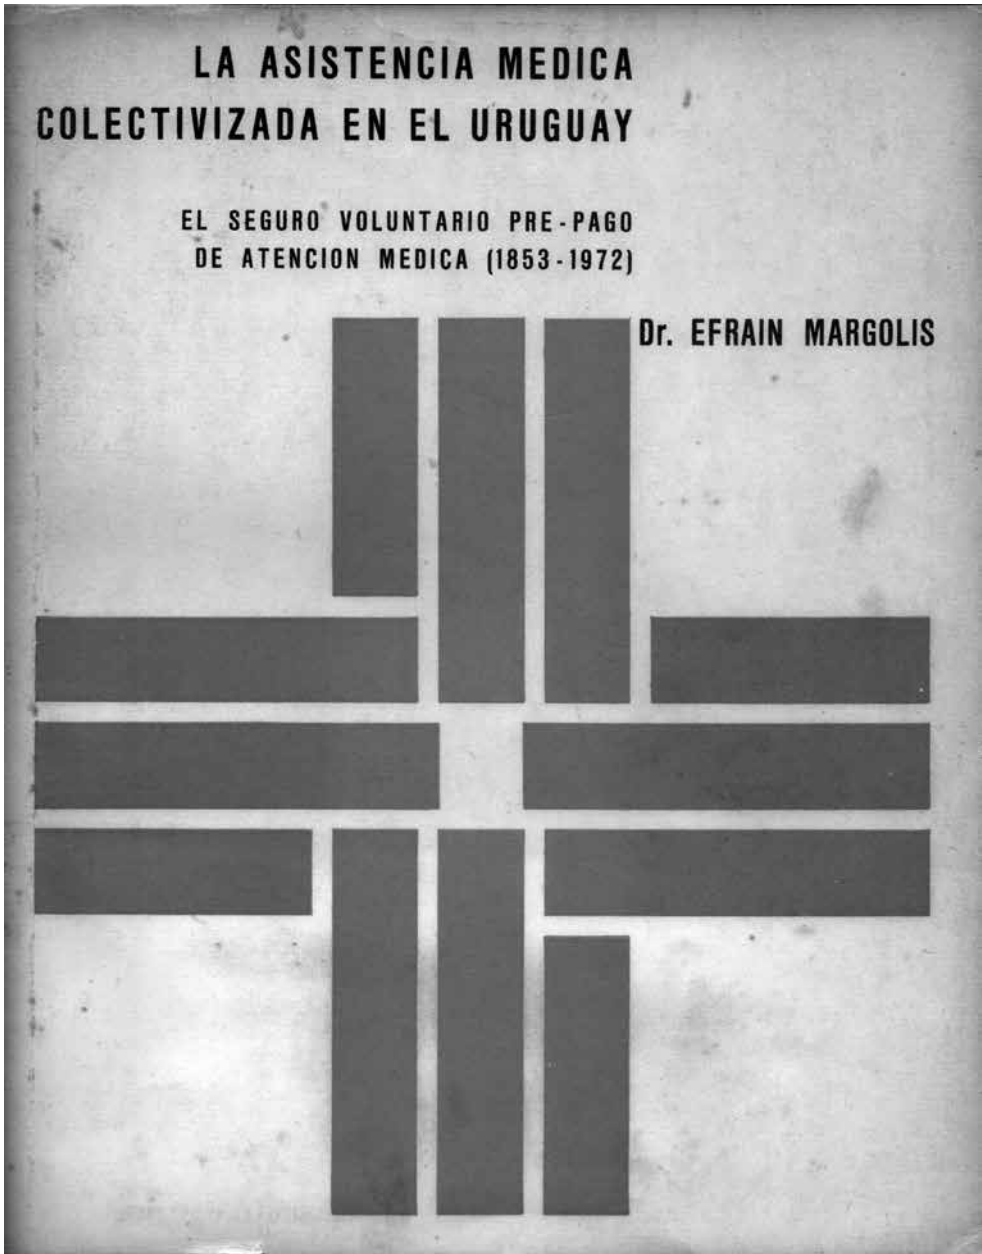 LA ASISTENCIA MEDICA
COLECTIVIZADA EN EL URUGUAY
EL SEGURO VOLUNTARIO PRE-PAGO
DE ATENCION MEDICA (1853-1972)
Dr. EFRAIN MARGOLIS